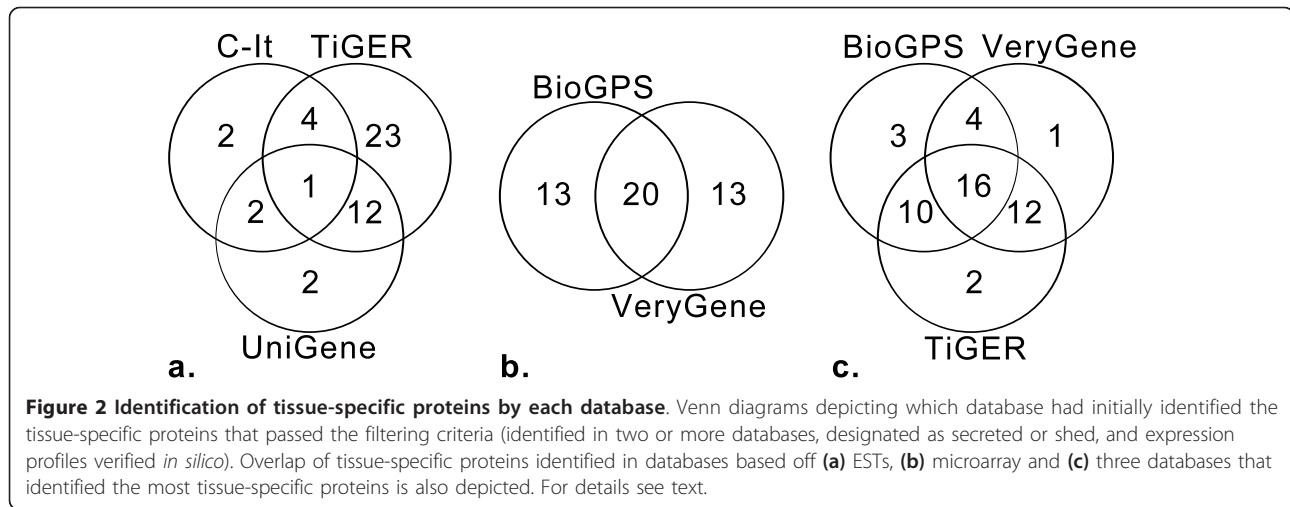 C-It TiGER
2 4 23
1
2 12
2
UniGene
a.
BioGPS
13 20 13
VeryGene
b.
BioGPS VeryGene
3 4 1
16
10 12
2
TiGER
c.
Figure 2 Identification of tissue-specific proteins by each database. Venn diagrams depicting which database had initially identified the
tissue-specific proteins that passed the filtering criteria (identified in two or more databases, designated as secreted or shed, and expression
profiles verified in silico). Overlap of tissue-specific proteins identified in databases based off (a) ESTs, (b) microarray and (c) three databases that
identified the most tissue-specific proteins is also depicted. For details see text.